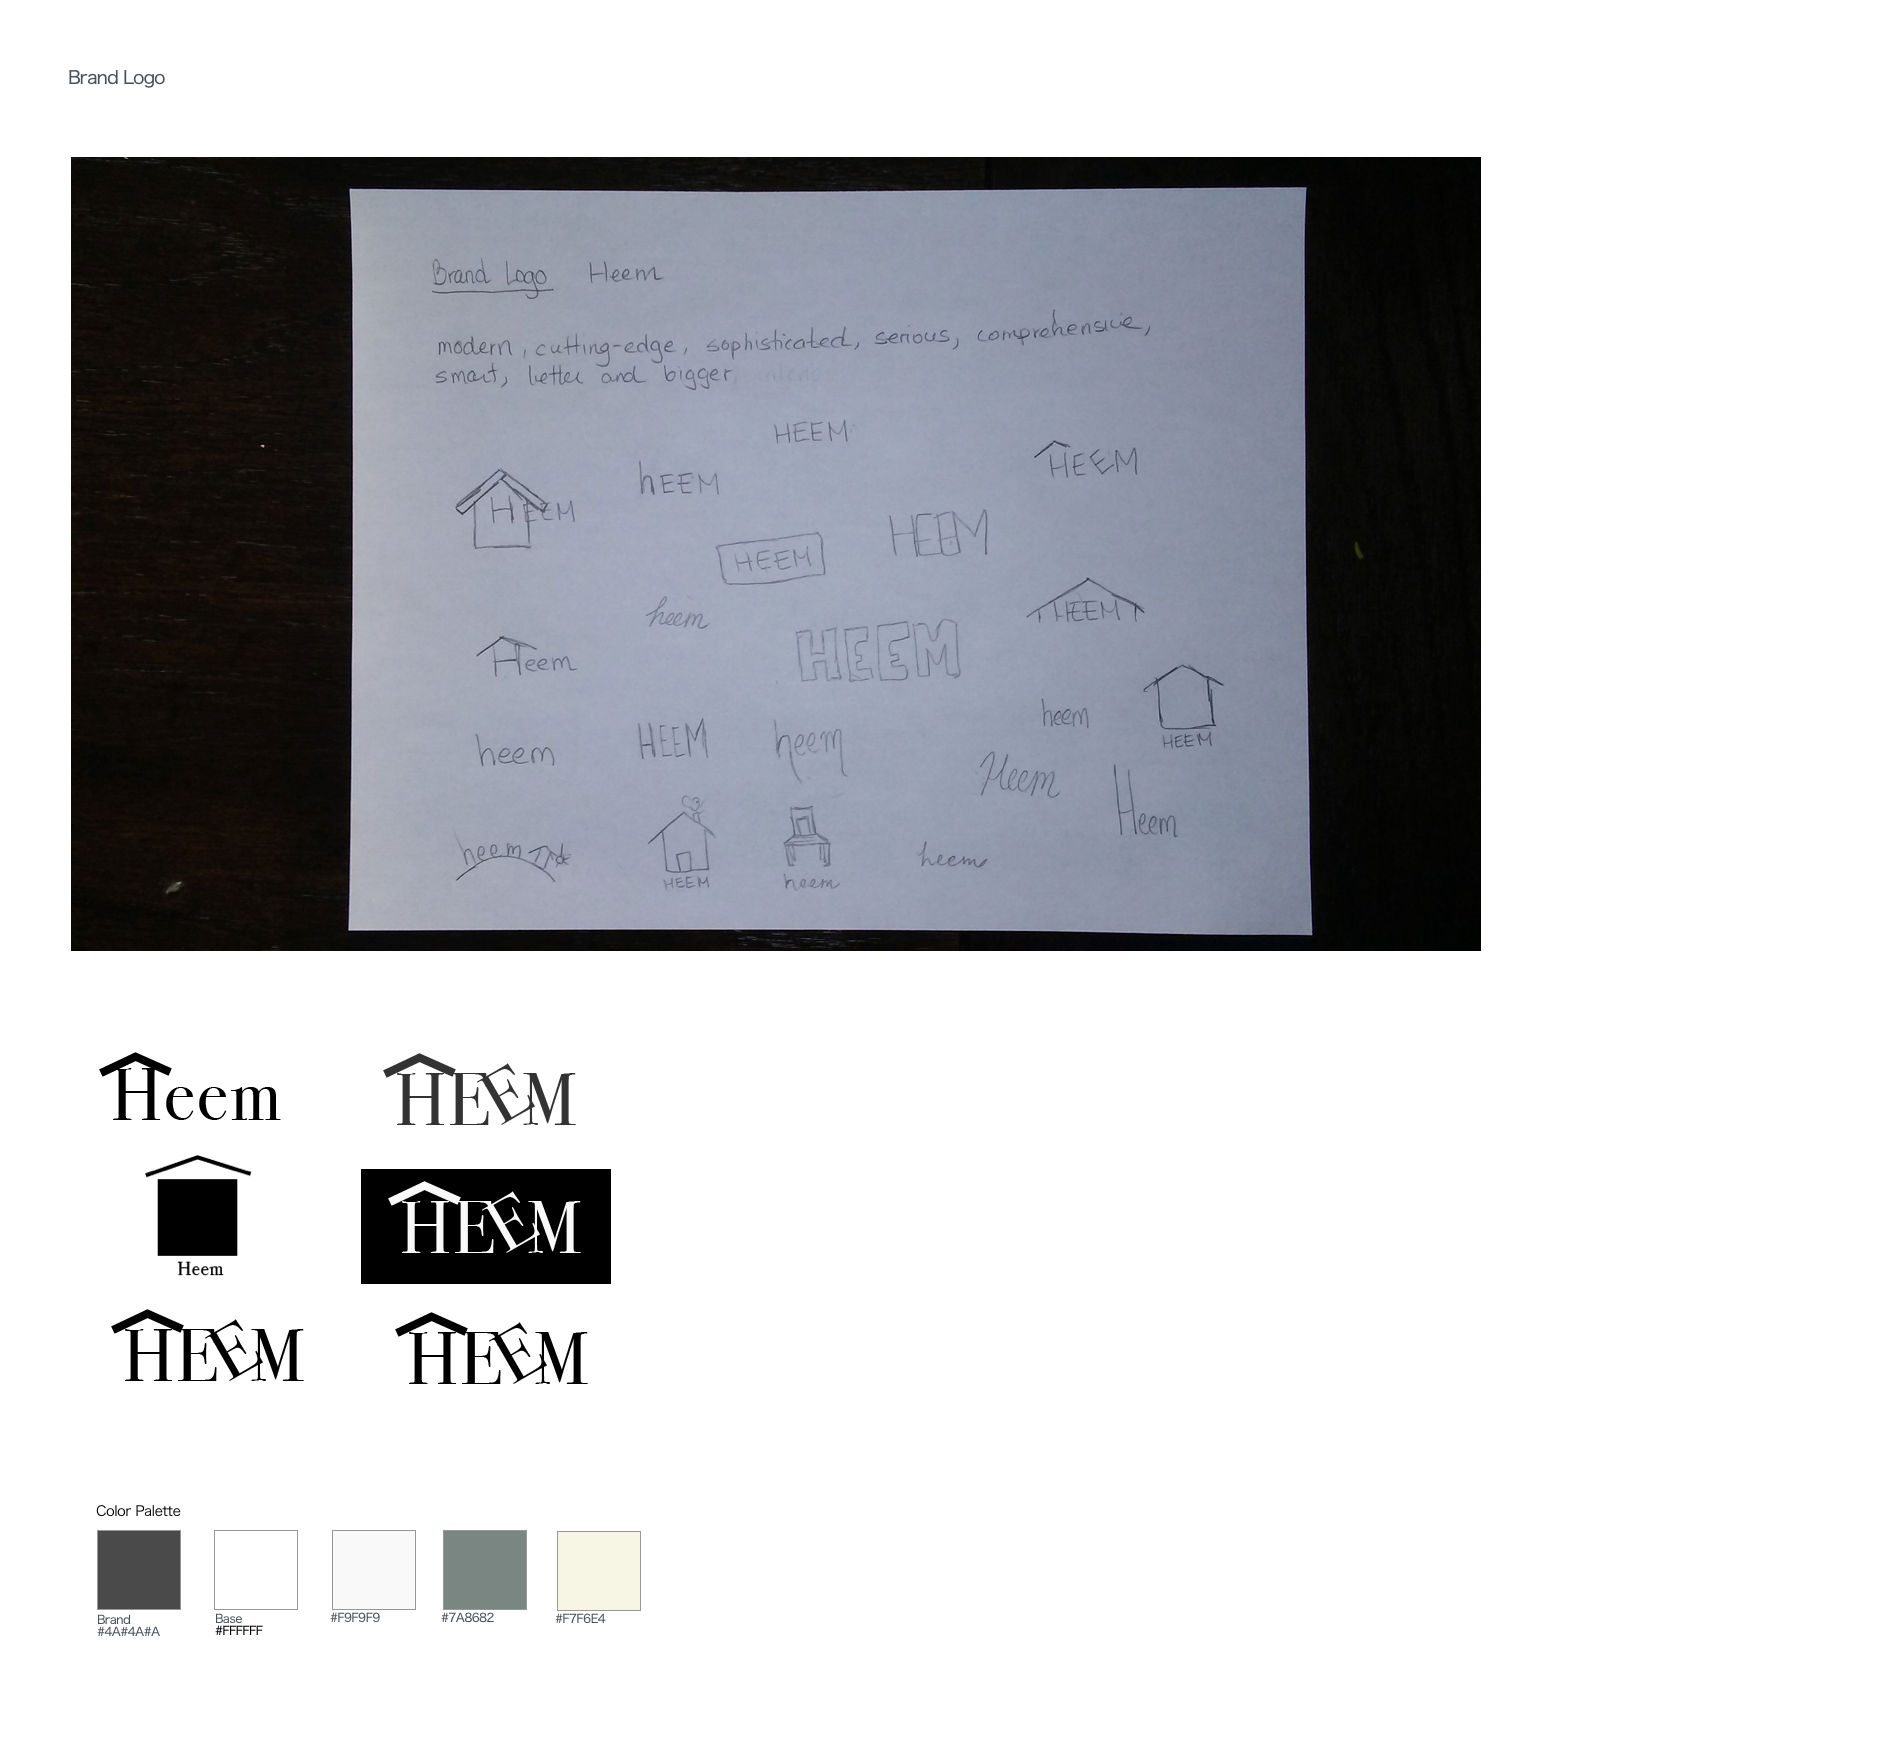 Brand Logo
Brand Logo Heem
modern, cutting-edge, sophisticated, serious, comprehensive,
smart, better and bigger
HEEM
HEEM
hEEM
HEEM
HEEM
HEEM
heem
HEEM
HEEM
Heem
heem
HEEM
heem
HEEM
heem
Heem
Heem
heem
HEEM
heem
heem
Heem
HEEM
Heem
HEEM
HEEM
HEEM
Color Palette
Brand
#4A#4A#A
Base
#FFFFFF
#F9F9F9
#7A8682
#F7F6E4